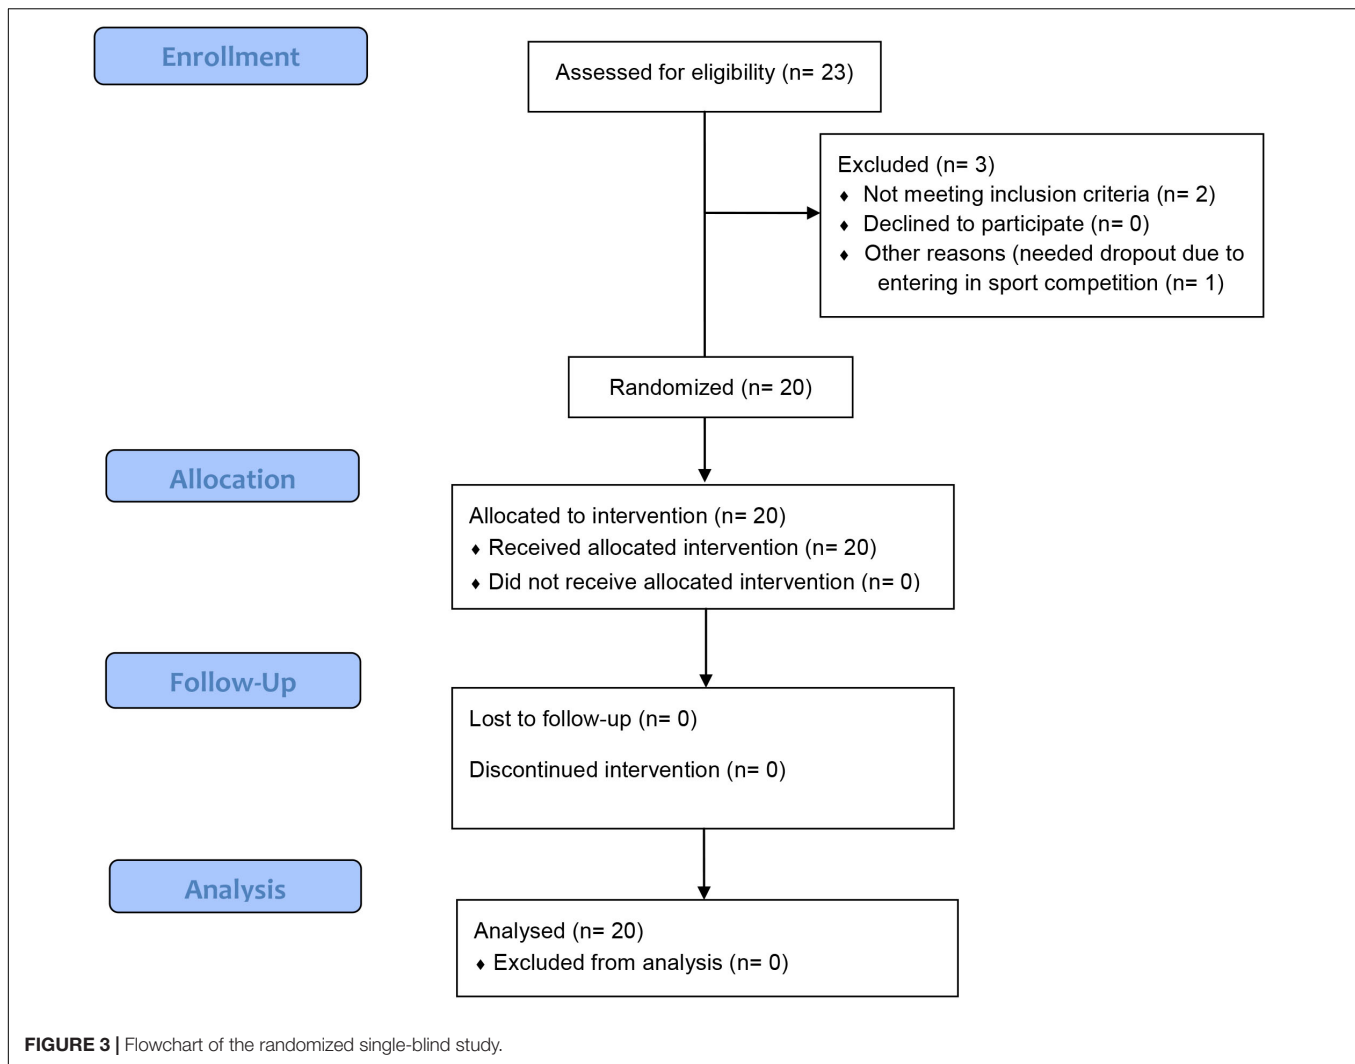 Enrollment
Assessed for eligibility (n= 23)
Excluded (n= 3)
♦ Not meeting inclusion criteria (n= 2)
♦ Declined to participate (n= 0)
♦ Other reasons (needed dropout due to
entering in sport competition (n= 1)
Randomized (n= 20)
Allocation
Allocated to intervention (n= 20)
♦ Received allocated intervention (n= 20)
♦ Did not receive allocated intervention (n= 0)
Follow-Up
Lost to follow-up (n= 0)
Discontinued intervention (n= 0)
Analysis
Analysed (n= 20)
♦ Excluded from analysis (n= 0)
FIGURE 3 | Flowchart of the randomized single-blind study.